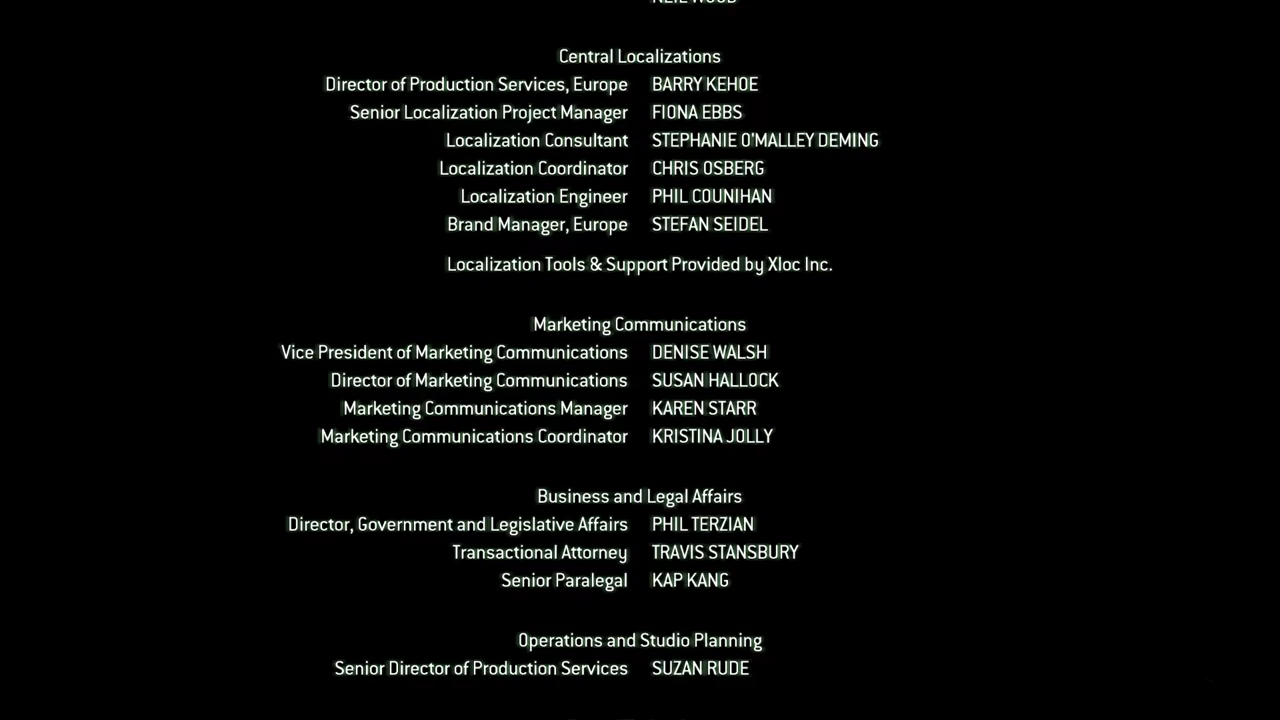 NEIL WOOD
Central Localizations
Director of Production Services, Europe BARRY KEHOE
Senior Localization Project Manager FIONA EBBS
Localization Consultant STEPHANIE O'MALLEY DEMING
Localization Coordinator CHRIS OSBERG
Localization Engineer PHIL COUNIHAN
Brand Manager, Europe STEFAN SEIDEL
Localization Tools & Support Provided by Xloc Inc.
Marketing Communications
Vice President of Marketing Communications DENISE WALSH
Director of Marketing Communications SUSAN HALLOCK
Marketing Communications Manager KAREN STARR
Marketing Communications Coordinator KRISTINA JOLLY
Business and Legal Affairs
Director, Government and Legislative Affairs PHIL TERZIAN
Transactional Attorney TRAVIS STANSBURY
Senior Paralegal KAP KANG
Operations and Studio Planning
Senior Director of Production Services SUZAN RUDE